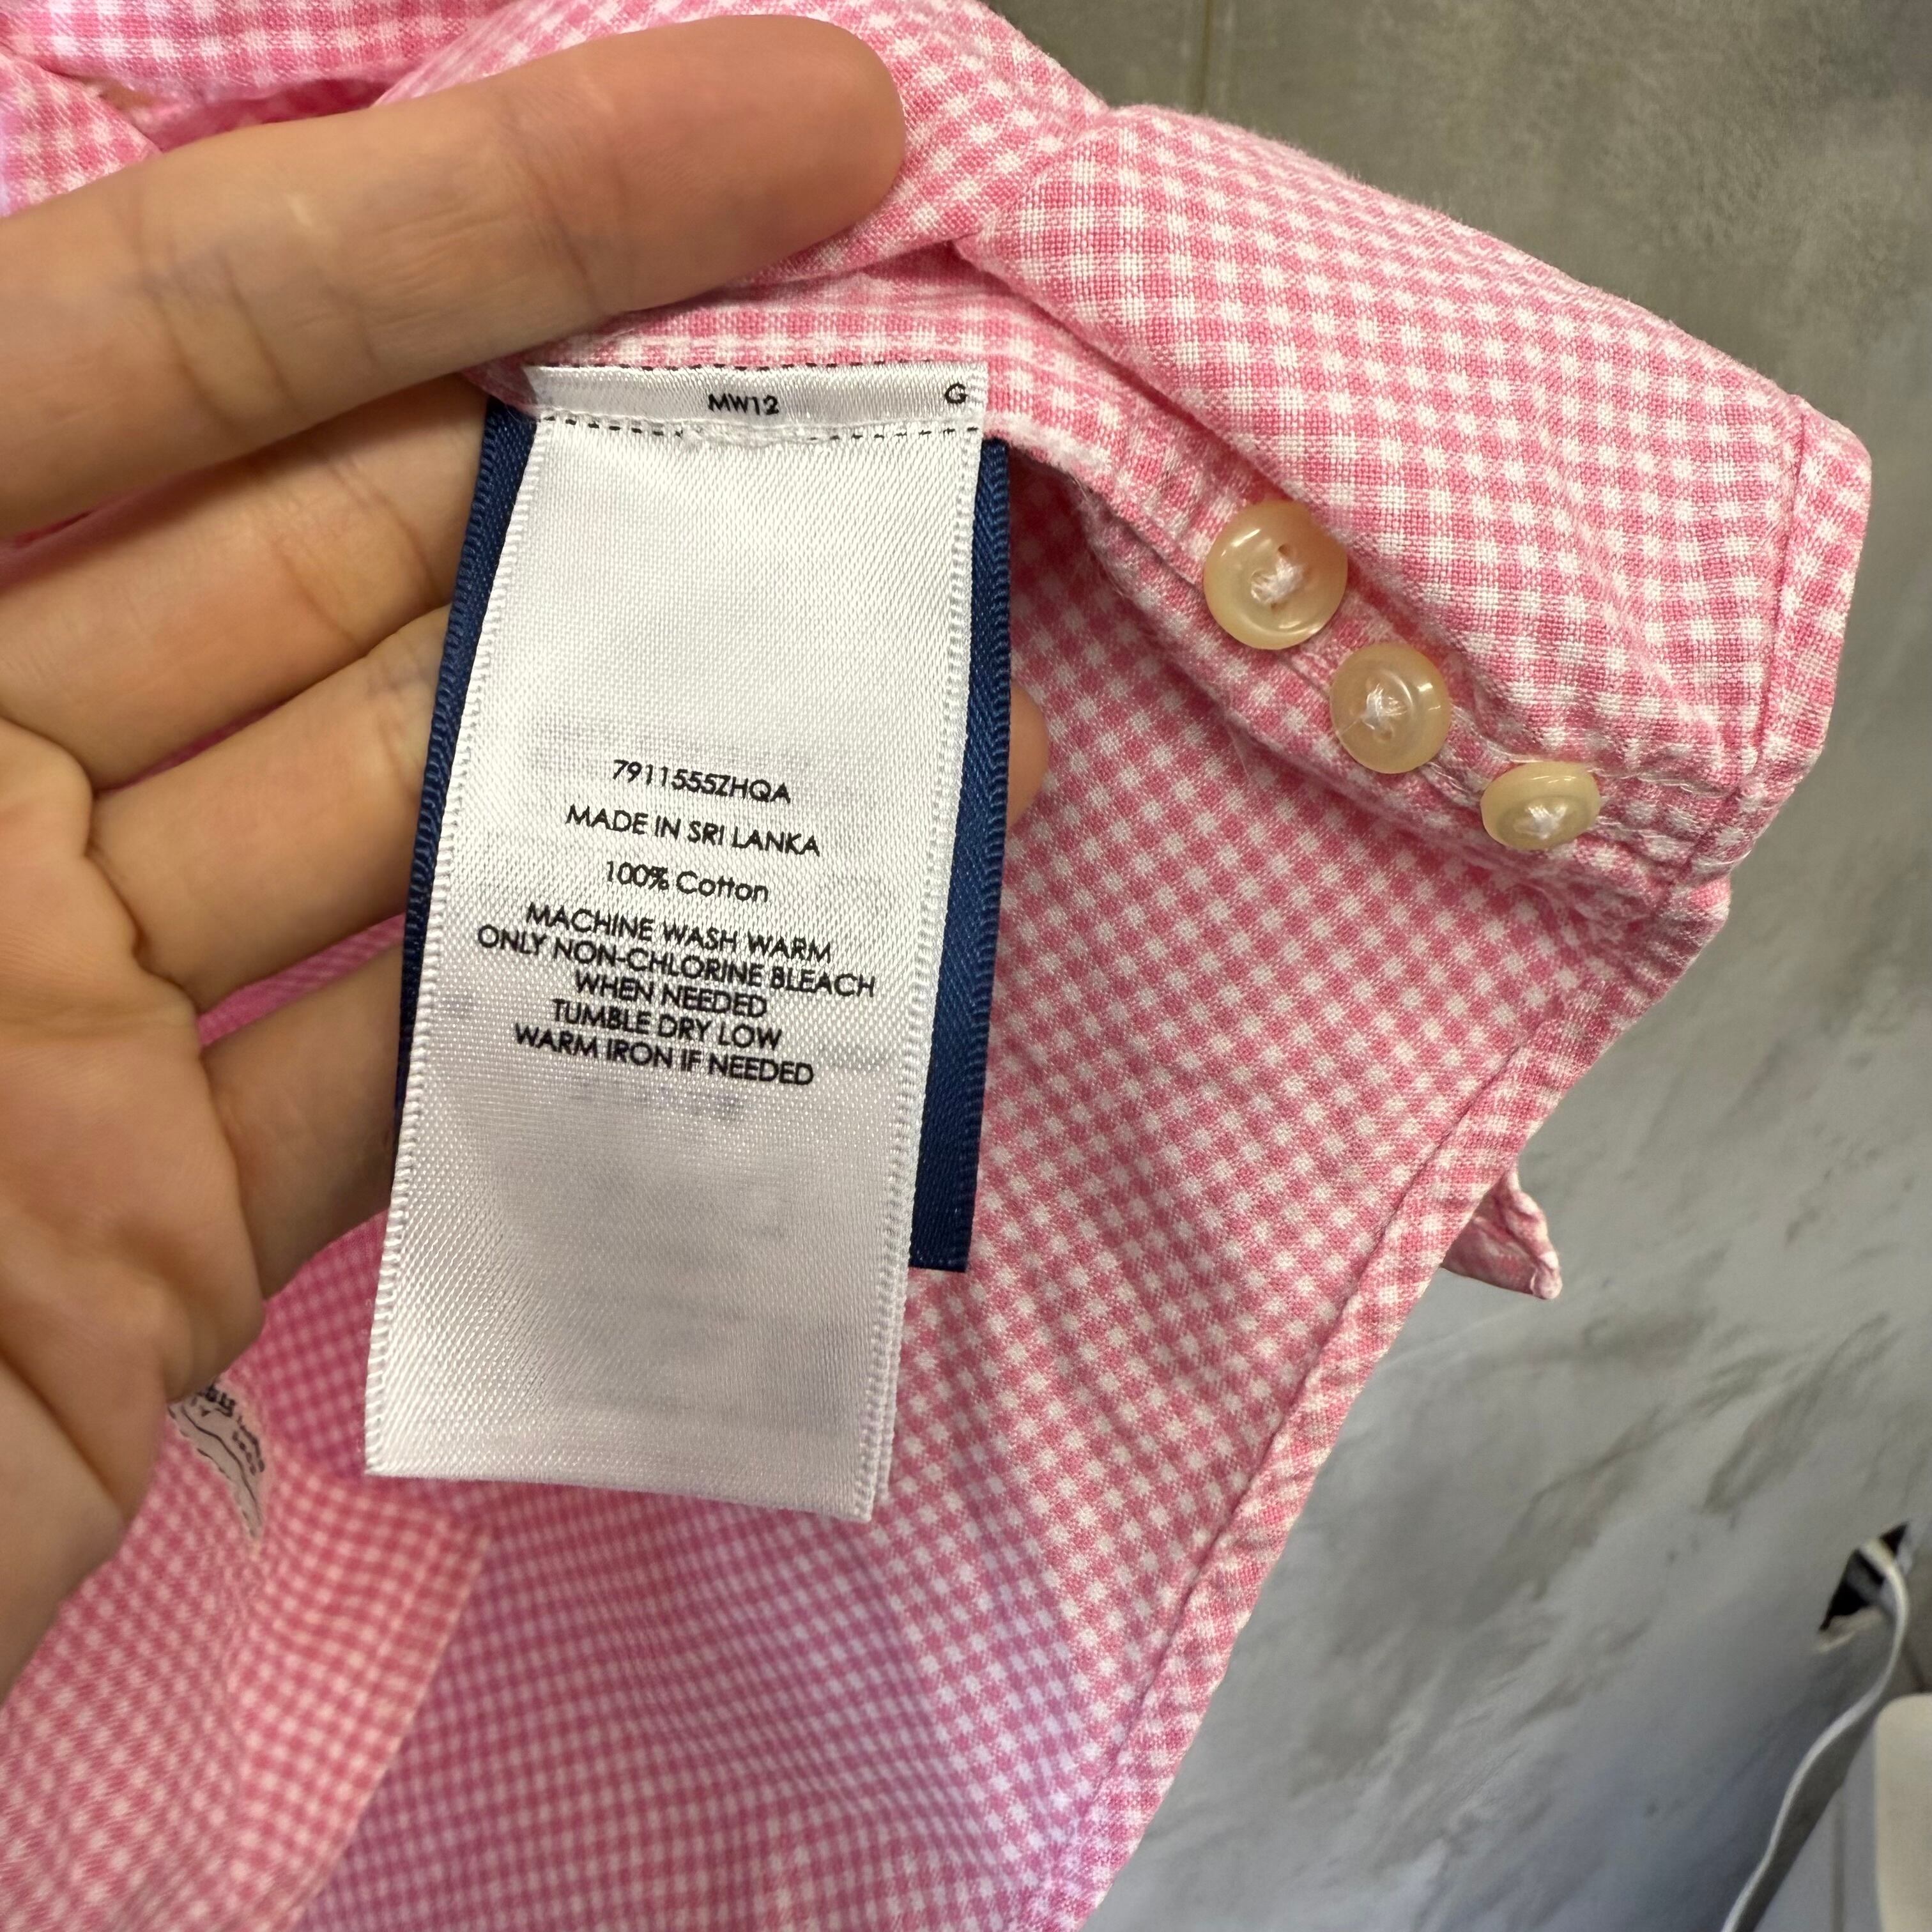 MW12 G
7911555ZHQA
MADE IN SRI LANKA
100% Cotton
MACHINE WASH WARM
ONLY NON-CHLORINE BLEACH
WHEN NEEDED
TUMBLE DRY LOW
WARM IRON IF NEEDED